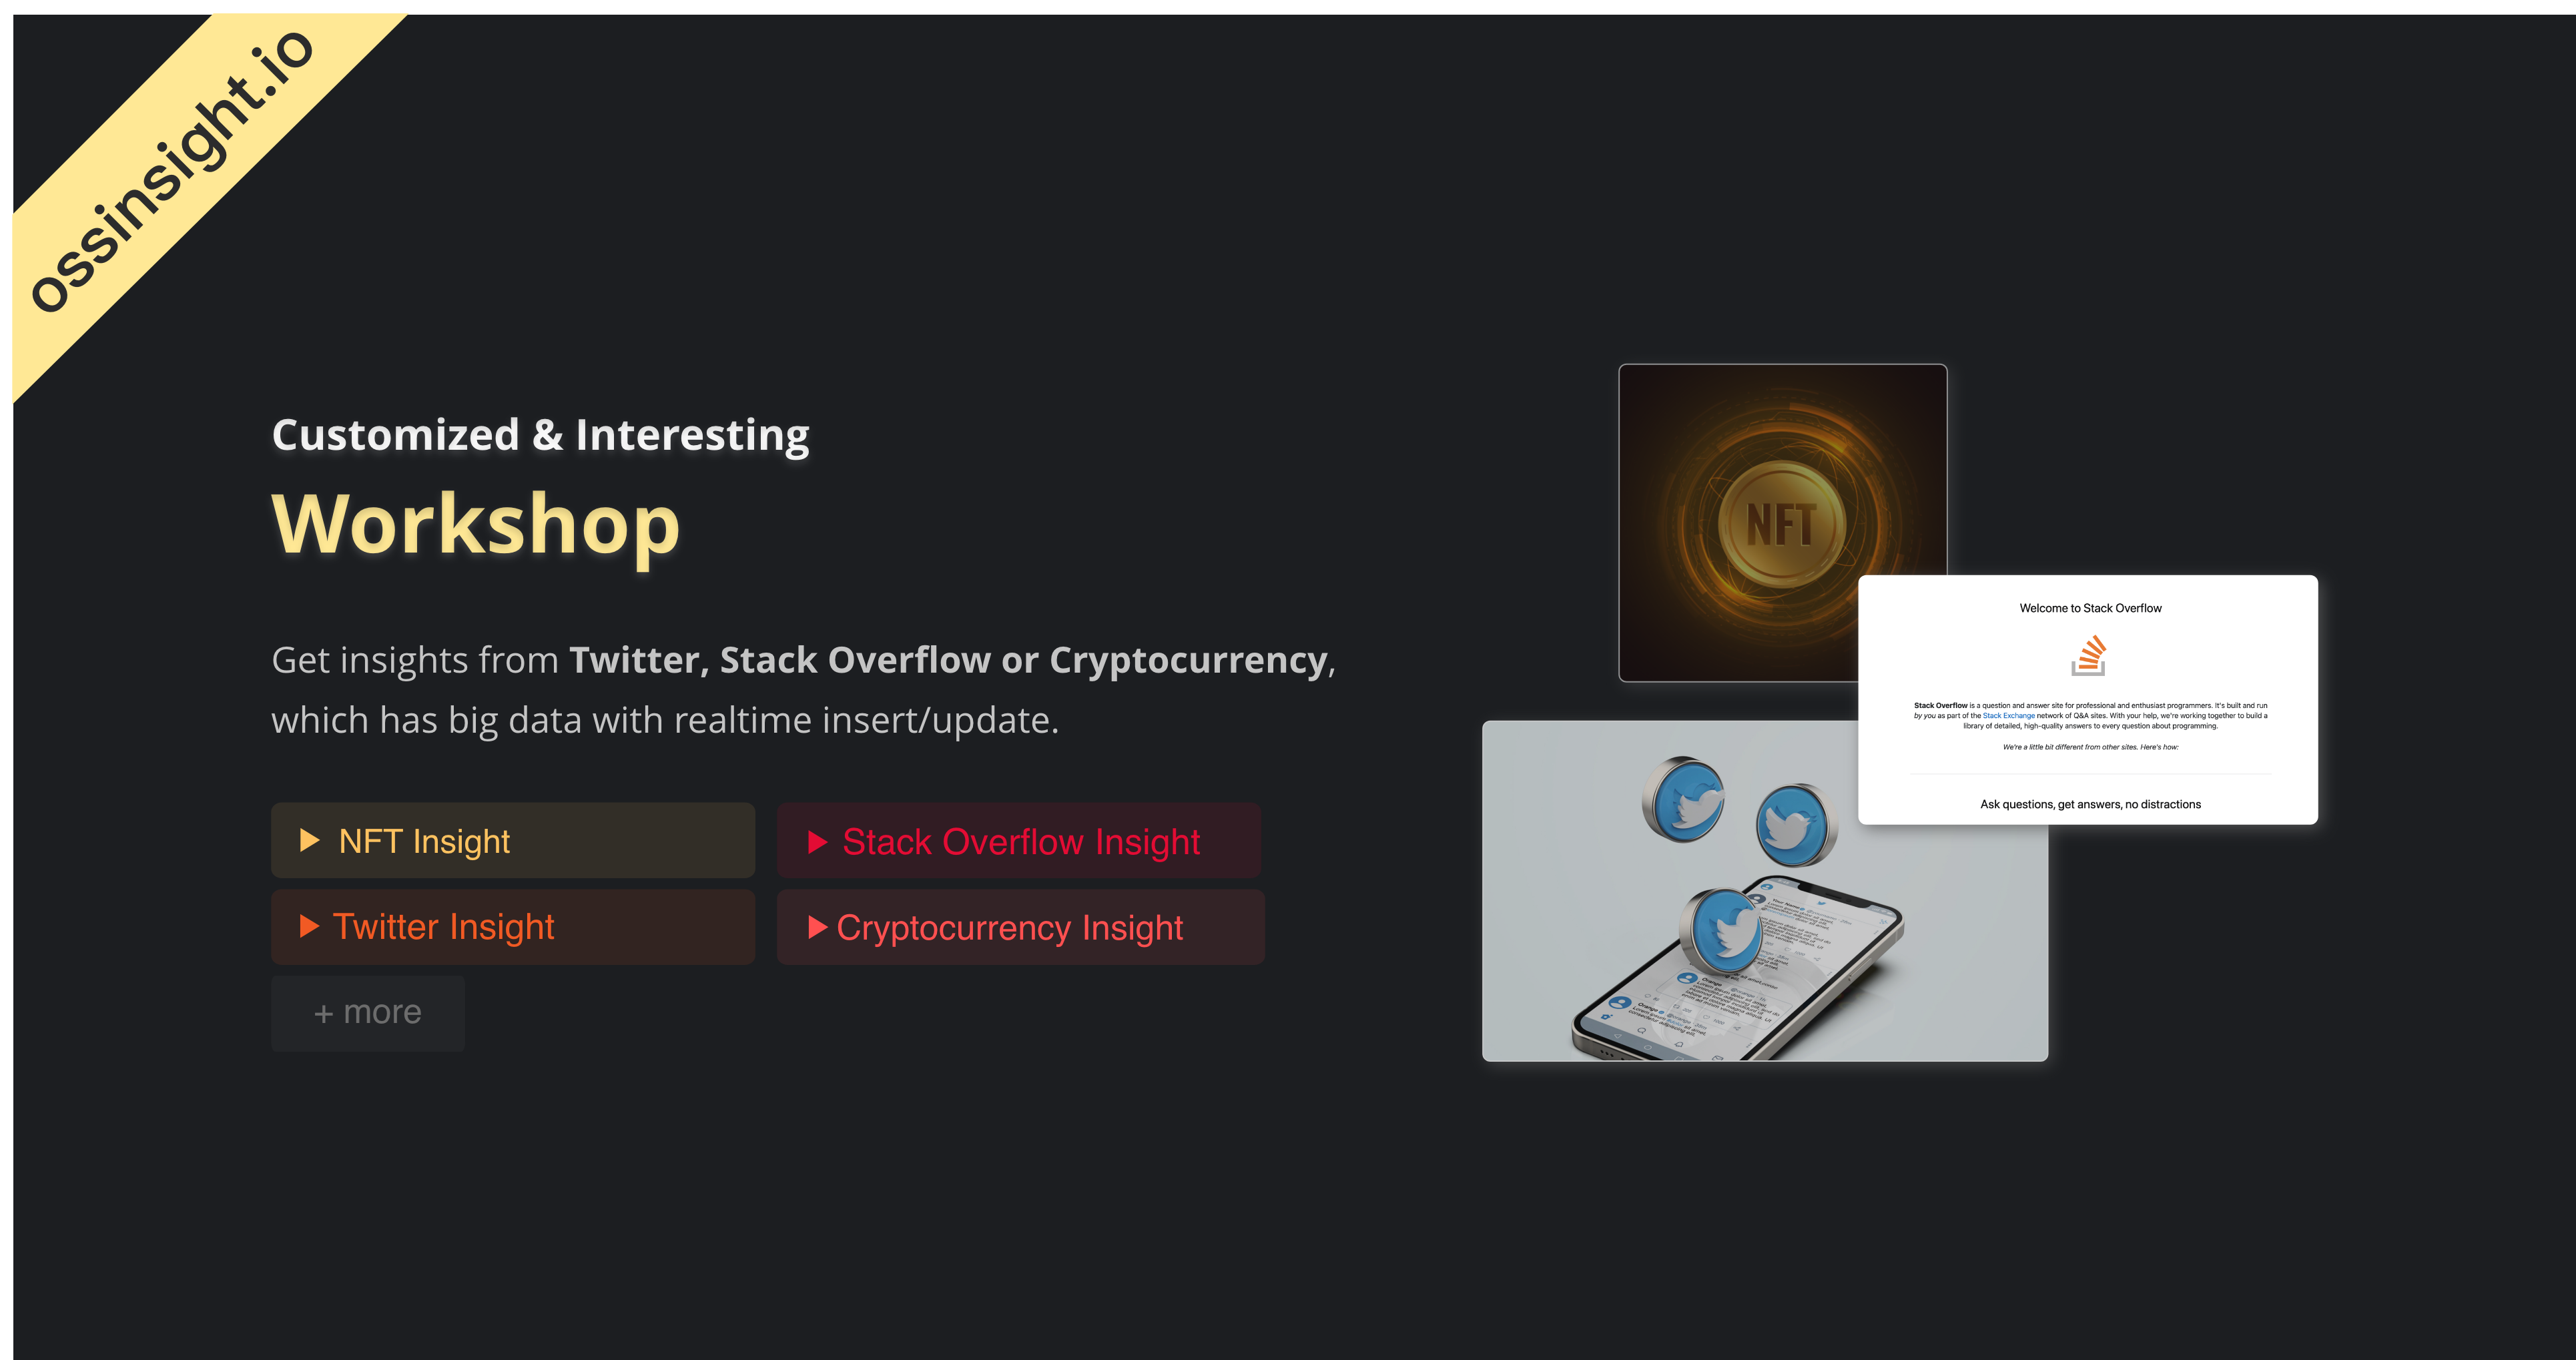 ossinsight.io
Customized & Interesting
Workshop
Get insights from Twitter, Stack Overflow or Cryptocurrency,
which has big data with realtime insert/update.
NFT Insight
Stack Overflow Insight
Twitter Insight
Cryptocurrency Insight
+ more
NFT
Welcome to Stack Overflow
Stack Overflow is a question and answer site for professional and enthusiast programmers. It's built and run
by you as part of the Stack Exchange network of Q&A sites. With your help, we're working together to build a
library of detailed, high-quality answers to every question about programming.
We're a little bit different from other sites. Here's how:
Ask questions, get answers, no distractions